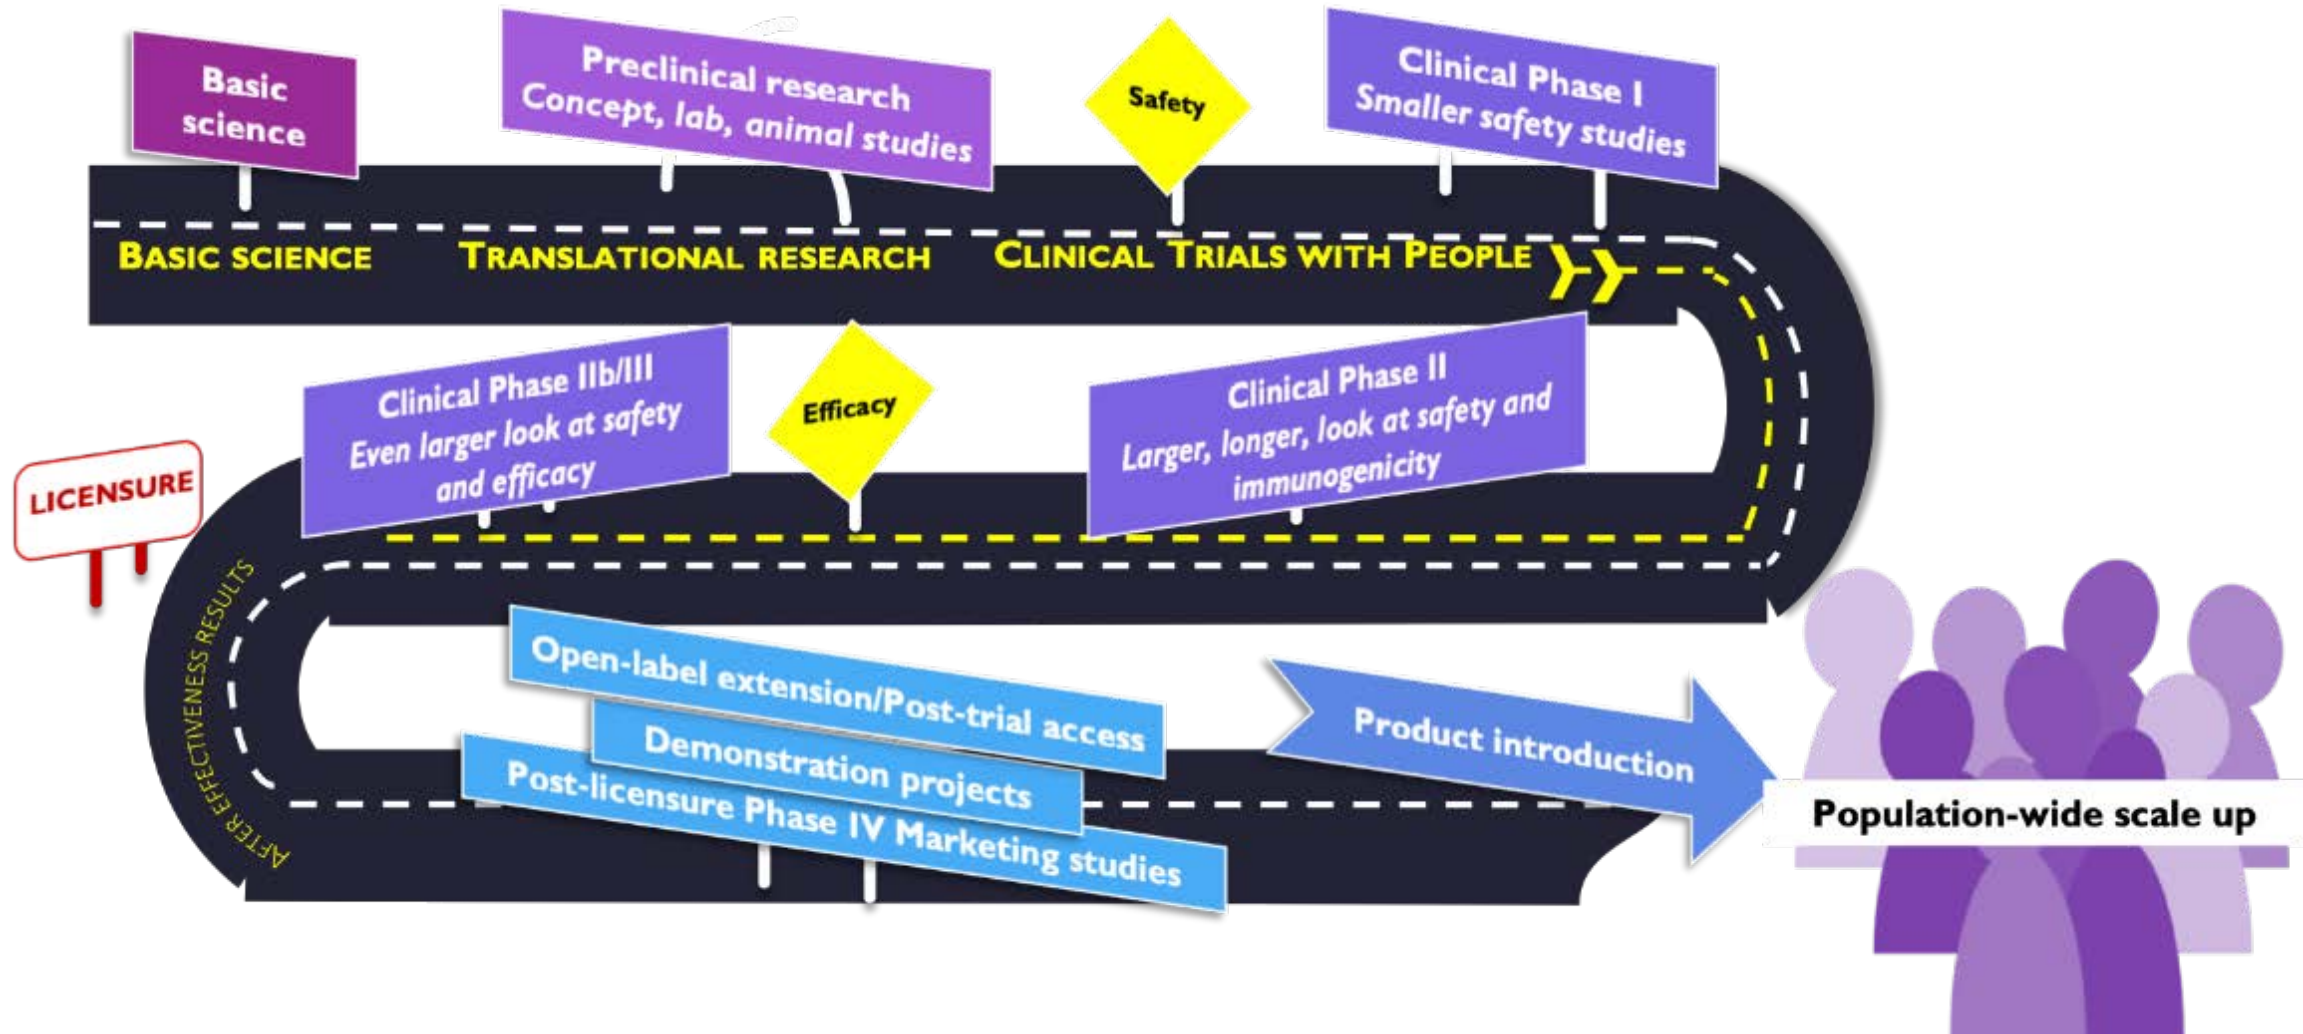 Basic
science
Preclinical research
Concept, lab, animal studies
Safety
Clinical Phase I
Smaller safety studies
BASIC SCIENCE
TRANSLATIONAL RESEARCH
CLINICAL TRIALS WITH PEOPLE
Clinical Phase IIb/III
Even larger look at safety
and efficacy
Efficacy
Clinical Phase II
Larger, longer, look at safety and
immunogenicity
LICENSURE
AFTER EFFECTIVENESS RESULTS
Open-label extension/Post-trial access
Demonstration projects
Post-licensure Phase IV Marketing studies
Product introduction
Population-wide scale up